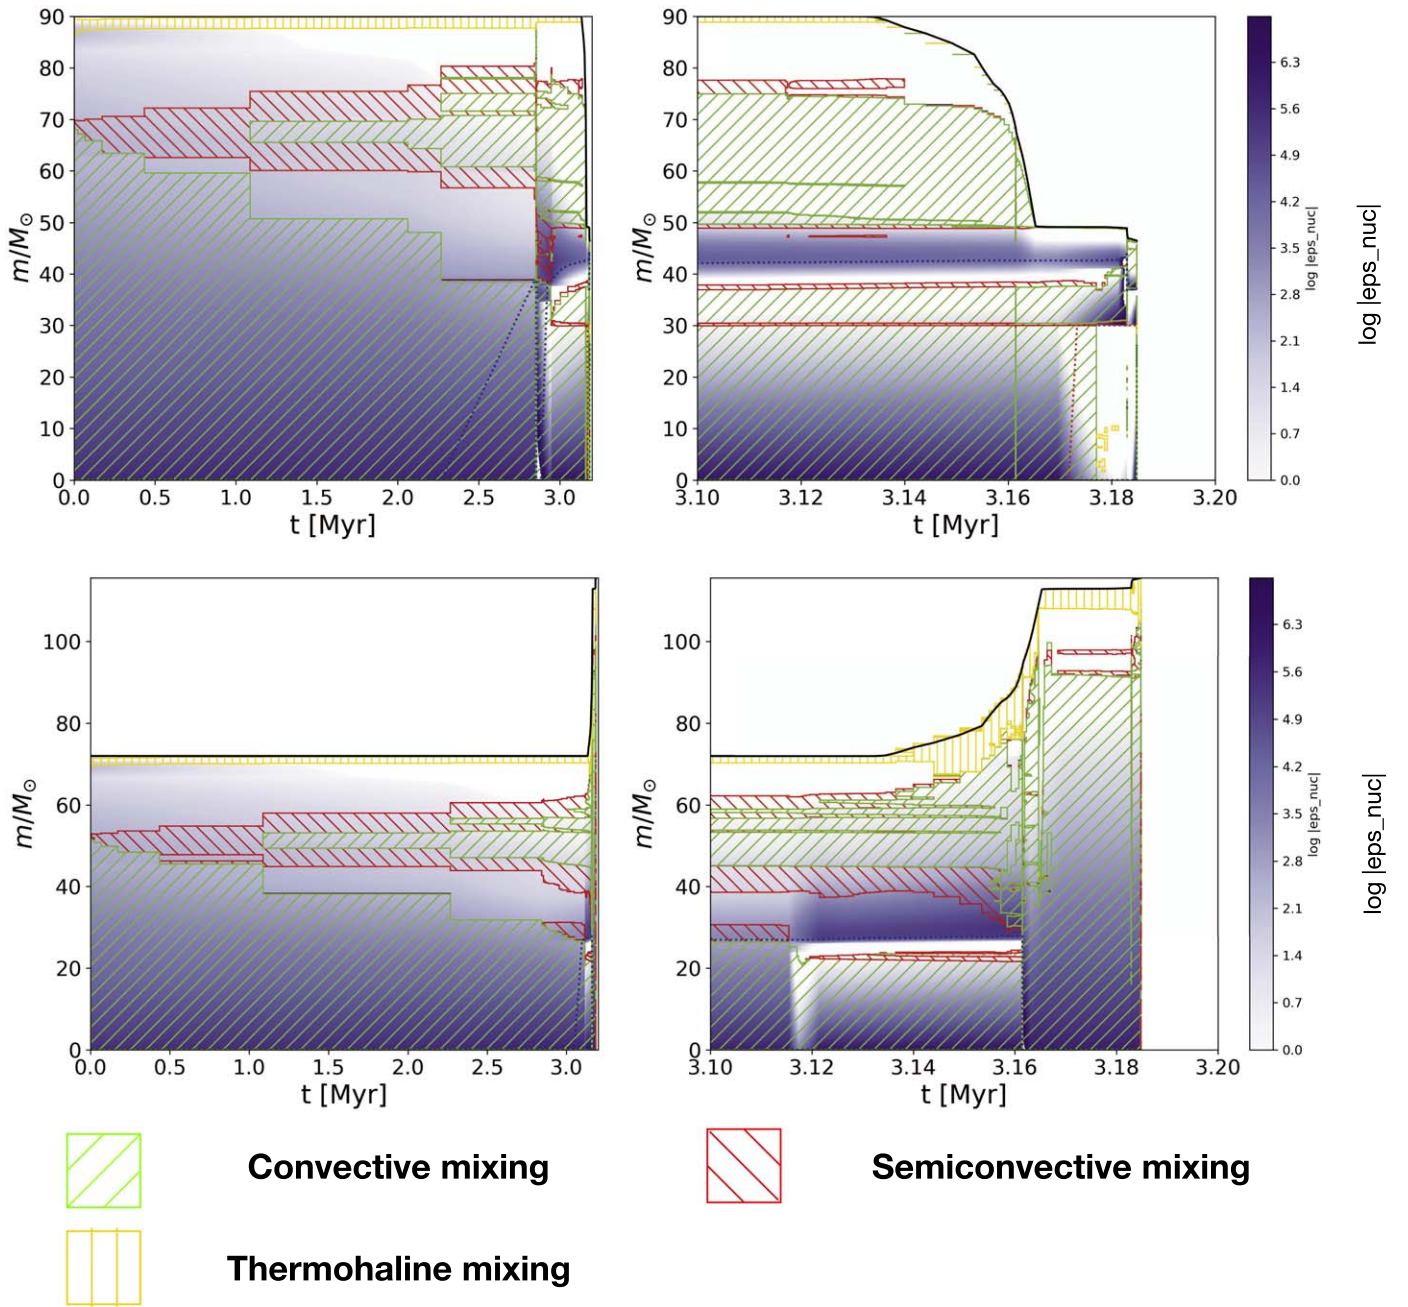 90
80
70
60
50
40
30
20
10
0
m/M⊙
0.0 0.5 1.0 1.5 2.0 2.5 3.0
t [Myr]
90
80
70
60
50
40
30
20
10
0
m/M⊙
3.10 3.12 3.14 3.16 3.18 3.20
t [Myr]
6.3
5.6
4.9
4.2
3.5
2.8
2.1
1.4
0.7
0.0
log |eps_nuc|
log |eps_nuc|
100
80
60
40
20
0
m/M⊙
0.0 0.5 1.0 1.5 2.0 2.5 3.0
t [Myr]
100
80
60
40
20
0
m/M⊙
3.10 3.12 3.14 3.16 3.18 3.20
t [Myr]
6.3
5.6
4.9
4.2
3.5
2.8
2.1
1.4
0.7
0.0
log |eps_nuc|
log |eps_nuc|
Convective mixing
Semiconvective mixing
Thermohaline mixing